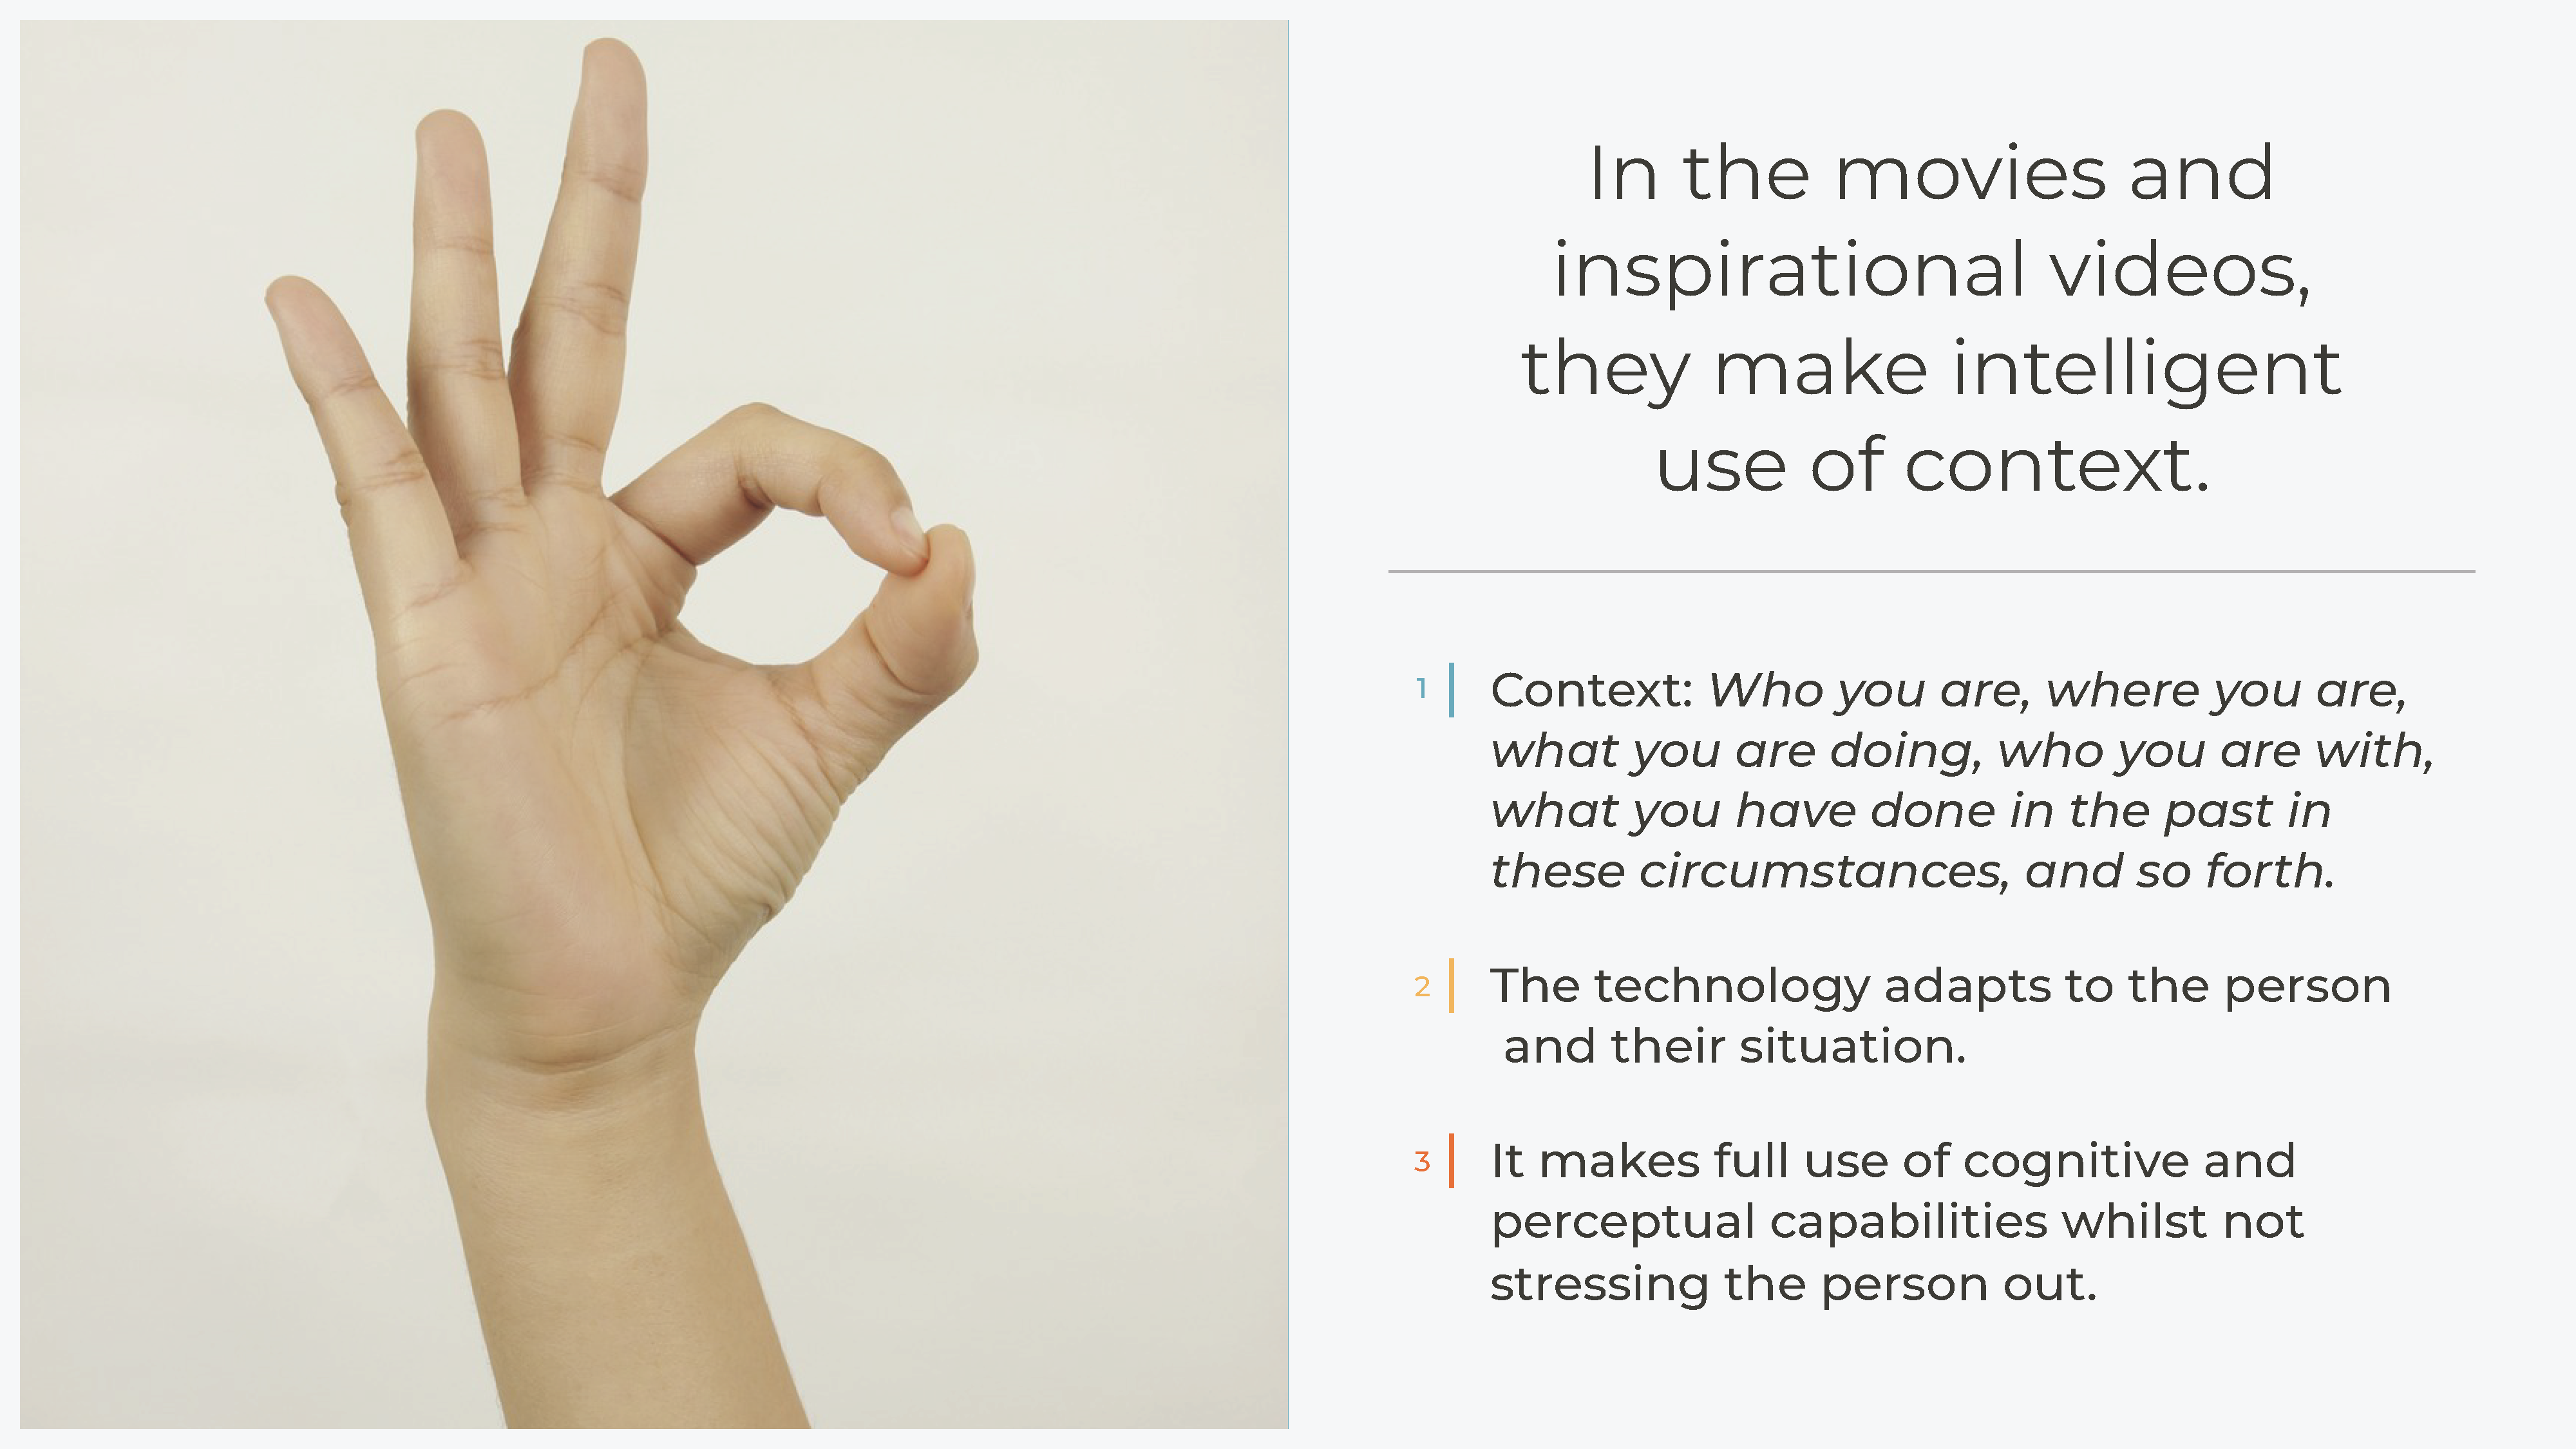 In the movies and
inspirational videos,
they make intelligent
use of context.
1 Context: Who you are, where you are,
what you are doing, who you are with,
what you have done in the past in
these circumstances, and so forth.
2 The technology adapts to the person
and their situation.
3 It makes full use of cognitive and
perceptual capabilities whilst not
stressing the person out.